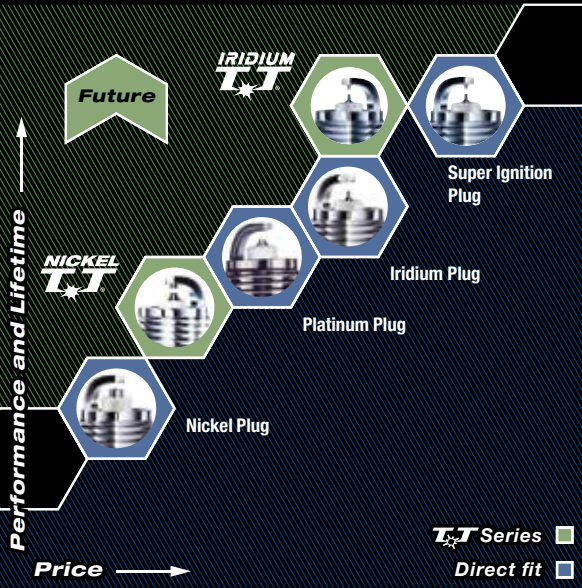 IRIDIUM
TT
Future
Super Ignition
Plug
NICKEL
TT®
Iridium Plug
Platinum Plug
Nickel Plug
Performance and Lifetime
TT Series
Price
Direct fit